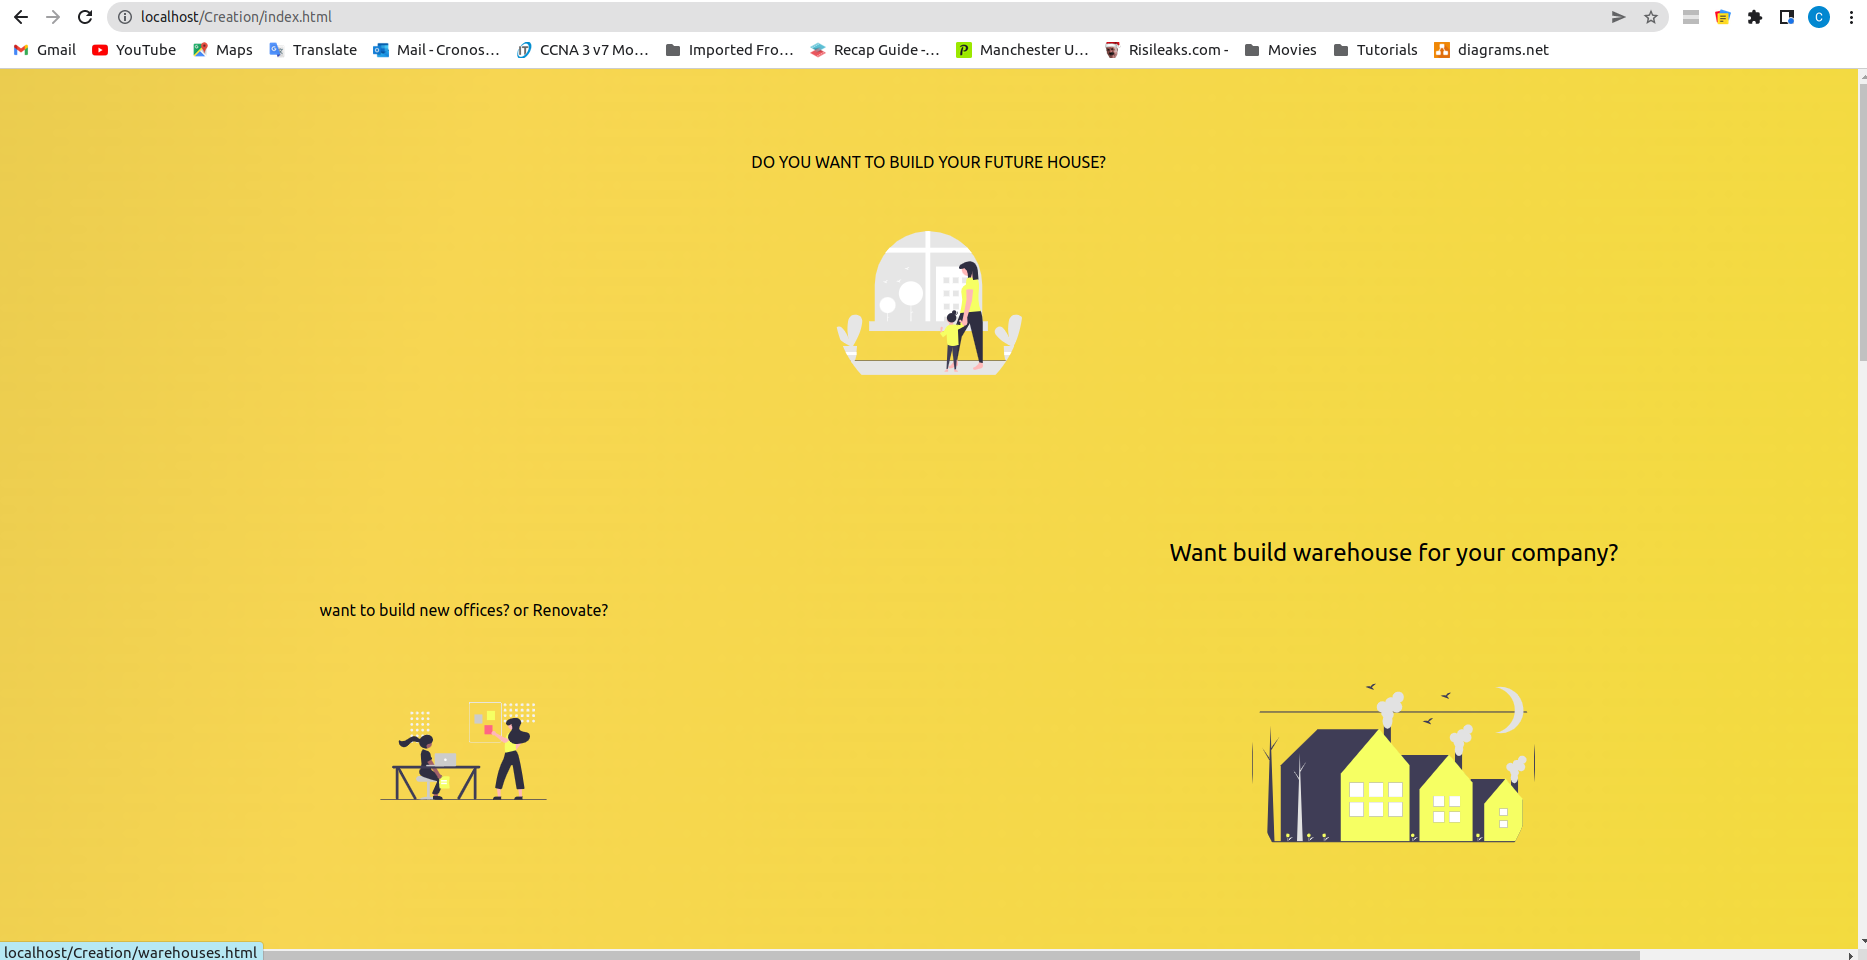 localhost/Creation/index.html
C
Gmail YouTube Maps Translate Mail - Cronos... CCNA 3 v7 Mo... Imported Fro... Recap Guide -... Manchester U... Risileaks.com - Movies Tutorials diagrams.net
DO YOU WANT TO BUILD YOUR FUTURE HOUSE?
Want build warehouse for your company?
want to build new offices? or Renovate?
localhost/Creation/warehouses.html